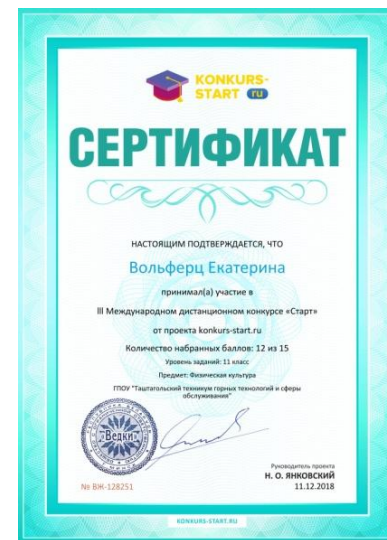 KONKURS-
START ru
СЕРТИФИКАТ
НАСТОЯЩИМ ПОДТВЕРЖДАЕТСЯ, ЧТО
Вольферц Екатерина
принимал(а) участие в
III Международном дистанционном конкурсе «Старт»
от проекта konkurs-start.ru
Количество набранных баллов: 12 из 15
Уровень заданий: 11 класс
Предмет: Физическая культура
ГПОУ "Таштагольский техникум горных технологий и сферы
обслуживания"
Ведки
Руководитель проекта
Н. О. ЯНКОВСКИЙ
№ ВЖ-128251
11.12.2018
KONKURS-START.RU